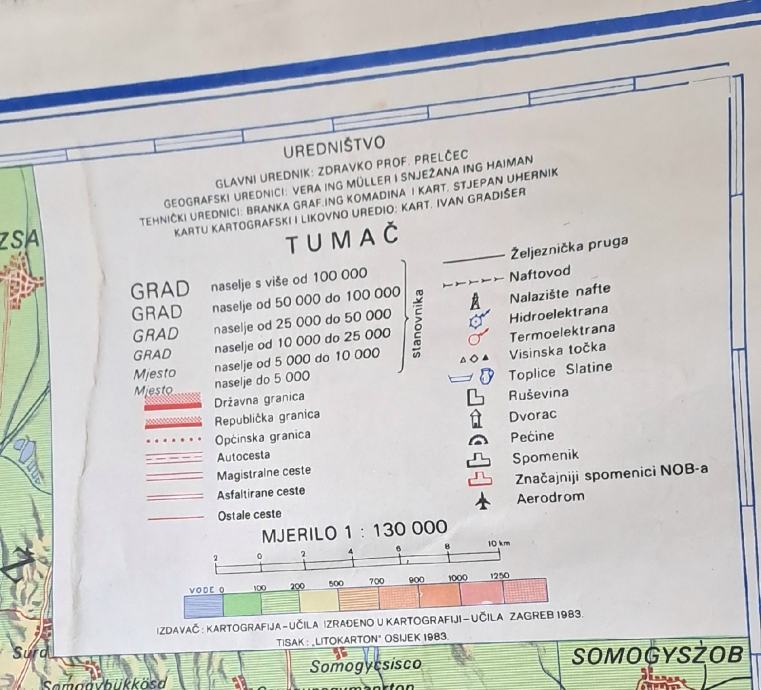 UREDNIŠTVO
GLAVNI UREDNIK: ZDRAVKO PROF. PRELČEC
GEOGRAFSKI UREDNICI: VERA ING MÜLLER I SNJEŽANA ING HAIMAN
TEHNIČKI UREDNICI: BRANKA GRAF.ING KOMADINA I KART. STJEPAN UHERNIK
KARTU KARTOGRAFSKI I LIKOVNO UREDIO: KART. IVAN GRADIŠER
ZSA
TUMAČ
GRAD naselje s više od 100 000
GRAD naselje od 50 000 do 100 000
GRAD naselje od 25 000 do 50 000
GRAD naselje od 10 000 do 25 000
Mjesto naselje od 5 000 do 10 000
Mjesto naselje do 5 000
stanovnika
Državna granica
Republička granica
Općinska granica
Autocesta
Magistralne ceste
Asfaltirane ceste
Ostale ceste
Željeznička pruga
Naftovod
Nalazište nafte
Hidroelektrana
Termoelektrana
Visinska točka
Toplice Slatine
Ruševina
Dvorac
Pećine
Spomenik
Značajniji spomenici NOB-a
Aerodrom
MJERILO 1 : 130 000
2 0 2 4 6 8 10 km
VODE 0 100 200 500 700 900 1000 1250
IZDAVAČ: KARTOGRAFIJA-UČILA IZRAĐENO U KARTOGRAFIJI-UČILA ZAGREB 1983.
TISAK: „LITOKARTON" OSIJEK 1983.
Surd
Somogybükkösd
Somogycsisco
SOMOGYSZOB